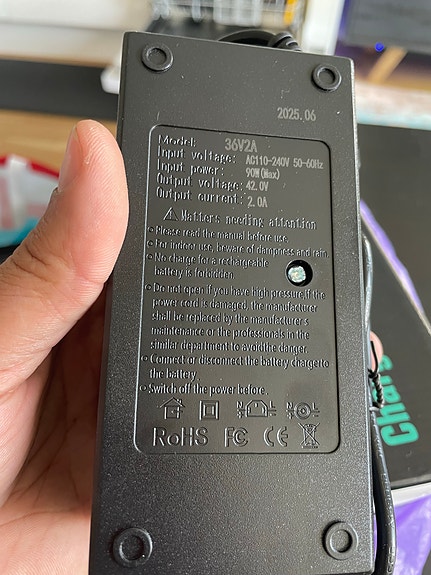 2025.06
Model: 36V2A
Input voltage: AC110-240V 50-60Hz
Input power: 90W(Max)
Output voltage: 42.0V
Output current: 2.0A
⚠ Matters needing attention
• Please read the manual before use.
• For indoor use, beware of dampness and rain.
• No charge for a rechargeable
battery is forbidden.
• Do not open if you have high pressure,if the
power cord is damaged, the manufacturer
shall be replaced by the manufacturer s
maintenance or the professionals in the
similar department to avoid the danger.
• Connect or disconnect the battery charge to
the battery.
• Switch off the power before
RoHS FC CE
Charg